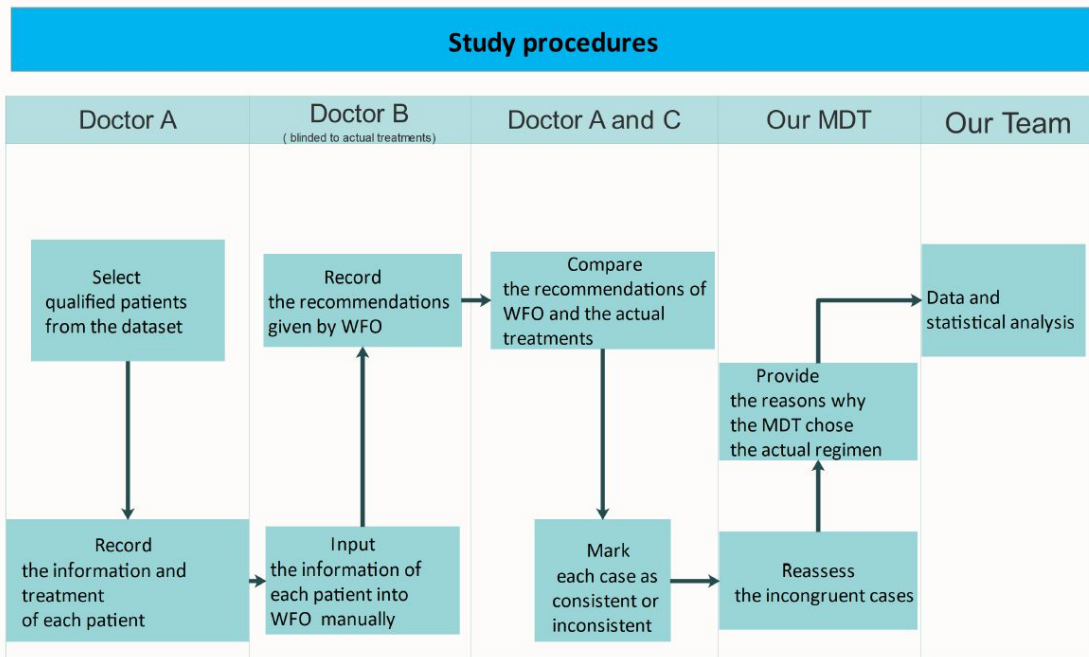 Study procedures
Doctor A
Doctor B
( blinded to actual treatments)
Doctor A and C
Our MDT
Our Team
Select
qualified patients
from the dataset
Record
the information and
treatment
of each patient
Record
the recommendations
given by WFO
Input
the information of
each patient into
WFO manually
Compare
the recommendations of
WFO and the actual
treatments
Mark
each case as
consistent or
inconsistent
Provide
the reasons why
the MDT chose
the actual regimen
Reassess
the incongruent cases
Data and
statistical analysis